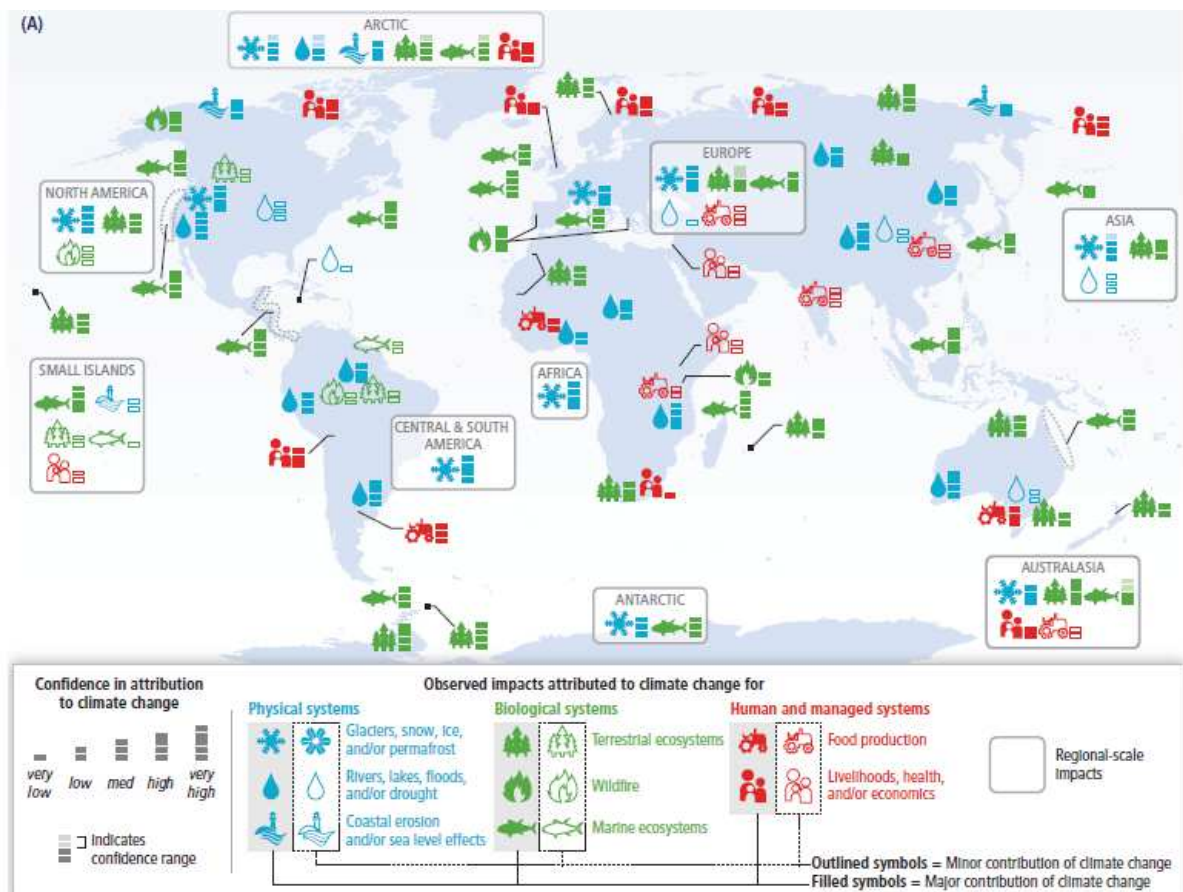 (A)
ARCTIC
NORTH AMERICA
EUROPE
ASIA
SMALL ISLANDS
AFRICA
CENTRAL & SOUTH
AMERICA
AUSTRALASIA
ANTARCTIC
Confidence in attribution
to climate change
very
low
low
med
high
very
high
Indicates
confidence range
Observed impacts attributed to climate change for
Physical systems
Glaciers, snow, ice,
and/or permafrost
Rivers, lakes, floods,
and/or drought
Coastal erosion
and/or sea level effects
Biological systems
Terrestrial ecosystems
Wildfire
Marine ecosystems
Human and managed systems
Food production
Livelihoods, health,
and/or economics
Regional-scale
impacts
Outlined symbols = Minor contribution of climate change
Filled symbols = Major contribution of climate change